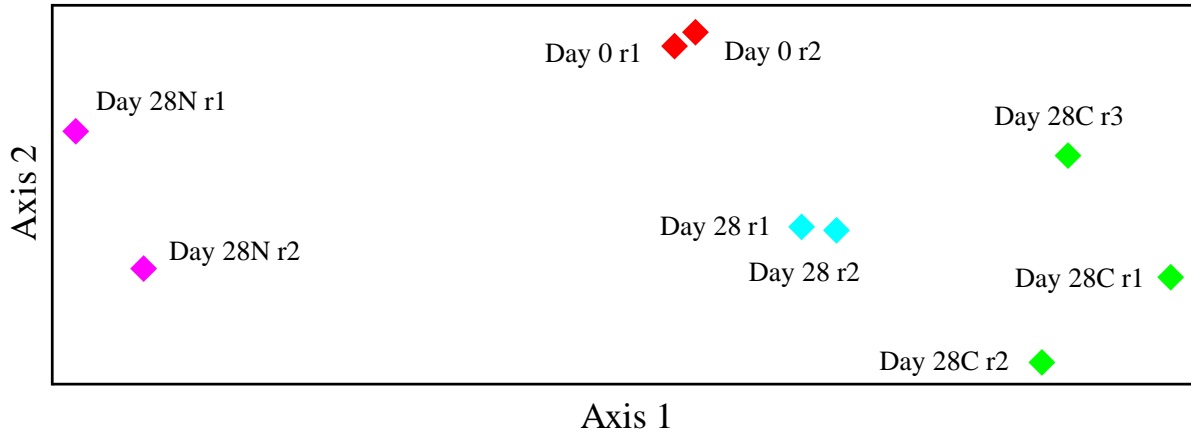 Day 0 r1
Day 0 r2
Day 28N r1
Day 28C r3
Axis 2
Day 28 r1
Day 28N r2
Day 28 r2
Day 28C r1
Day 28C r2
Axis 1